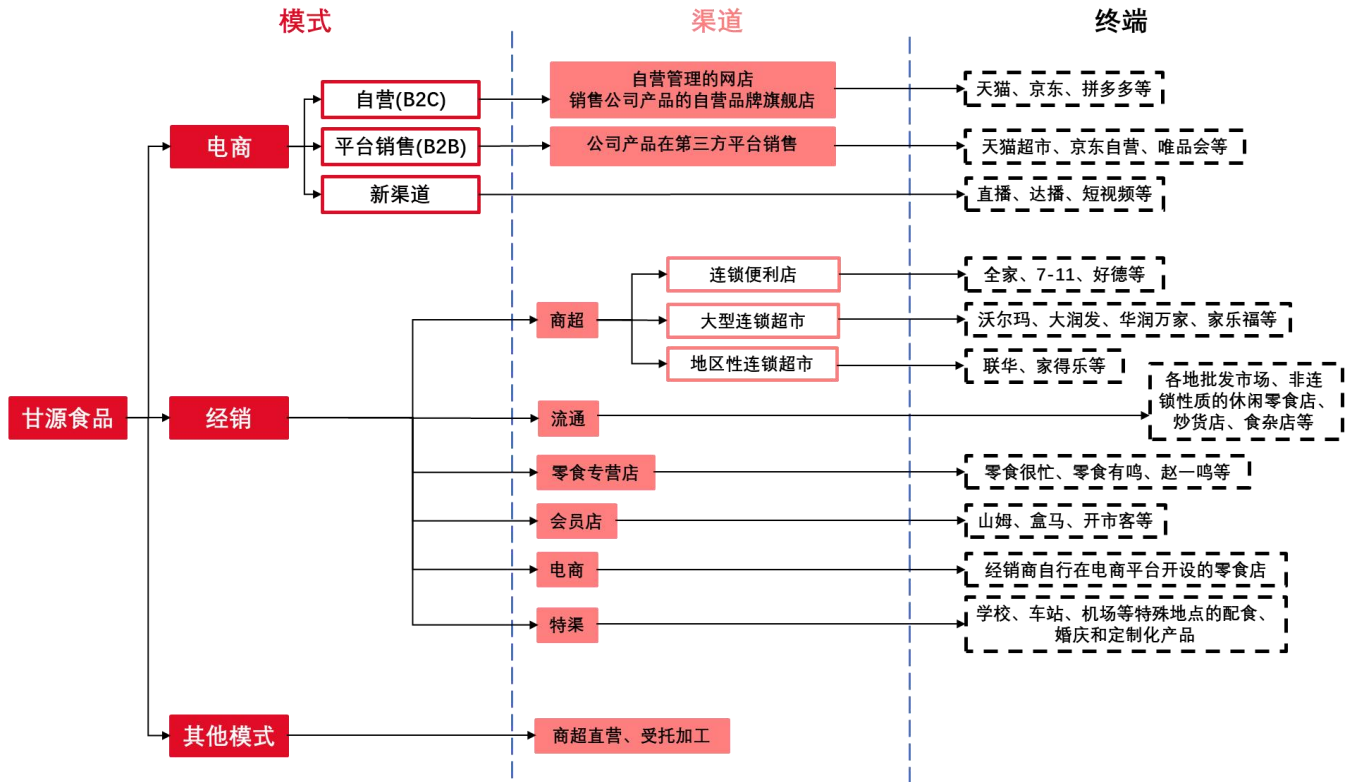 模式
渠道
终端
自营(B2C)
自营管理的网店
销售公司产品的自营品牌旗舰店
天猫、京东、拼多多等
电商
平台销售(B2B)
公司产品在第三方平台销售
天猫超市、京东自营、唯品会等
新渠道
直播、达播、短视频等
连锁便利店
全家、7-11、好德等
商超
大型连锁超市
沃尔玛、大润发、华润万家、家乐福等
地区性连锁超市
联华、家得乐等
甘源食品
经销
流通
各地批发市场、非连
锁性质的休闲零食店、
炒货店、食杂店等
零食专营店
零食很忙、零食有鸣、赵一鸣等
会员店
山姆、盒马、开市客等
电商
经销商自行在电商平台开设的零食店
特渠
学校、车站、机场等特殊地点的配食、
婚庆和定制化产品
其他模式
商超直营、受托加工